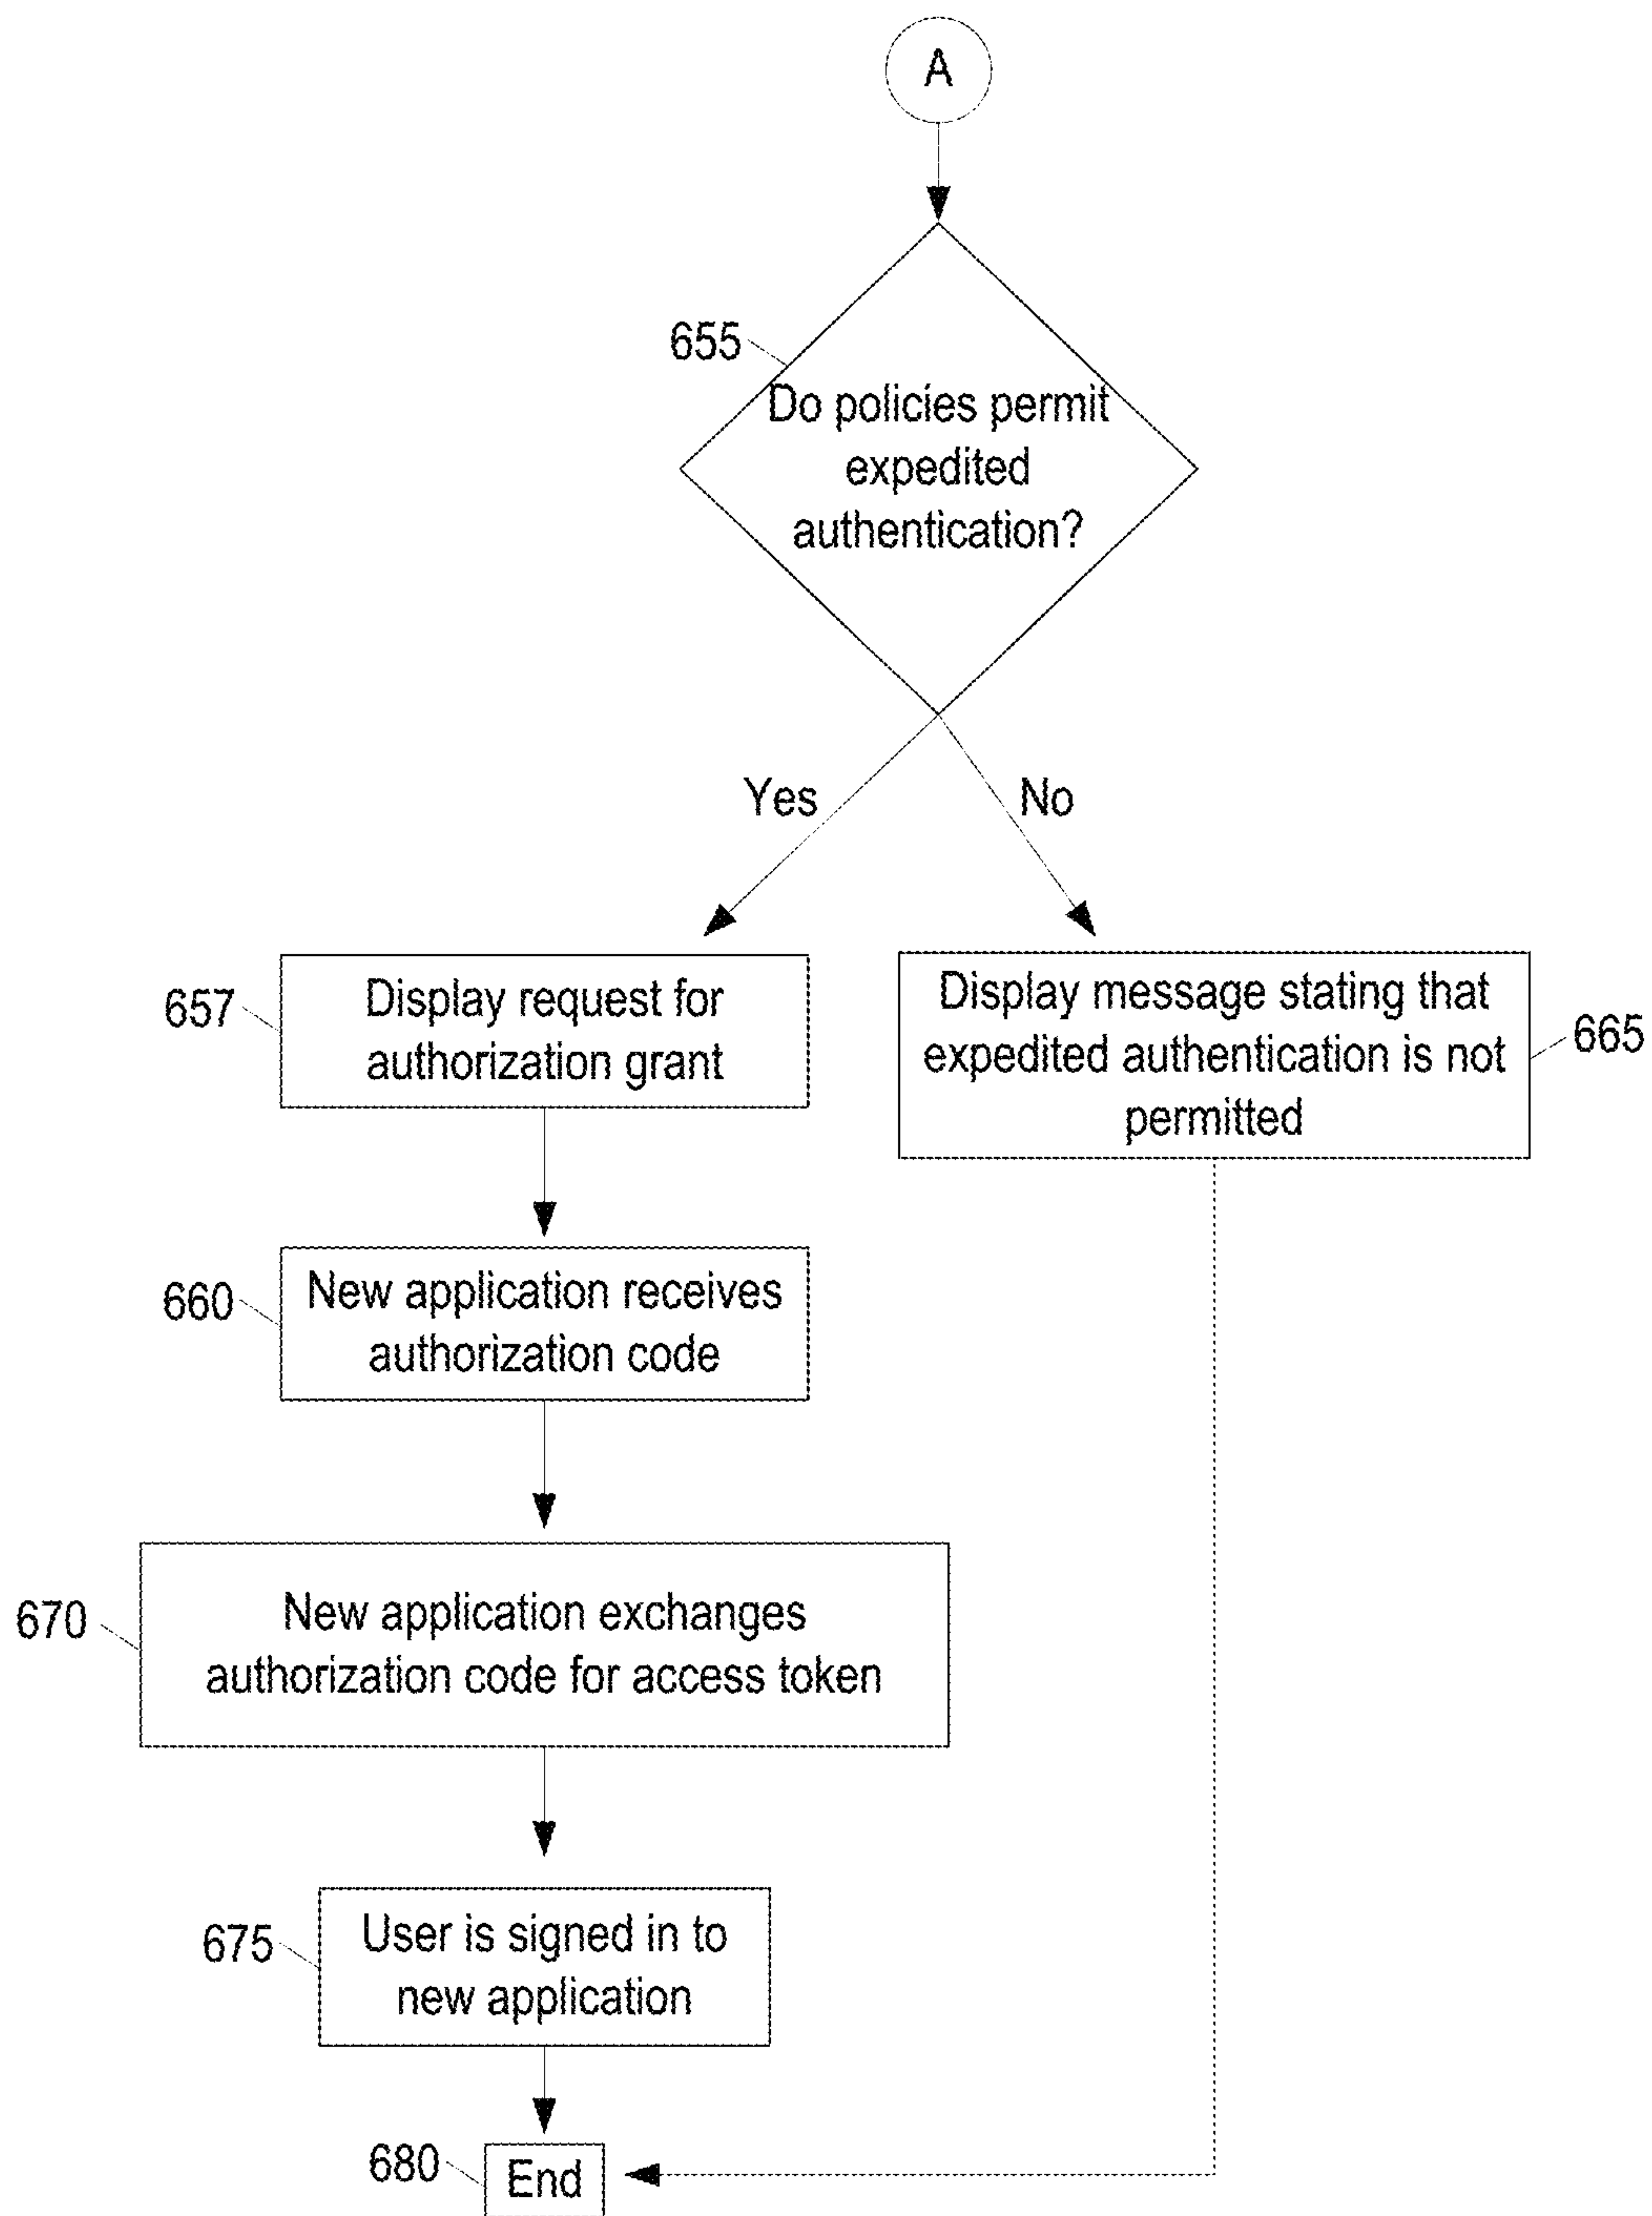 A
655
Do policies permit
expedited
authentication?
Yes
No
657
Display request for
authorization grant
Display message stating that
expedited authentication is not
permitted
665
660
New application receives
authorization code
670
New application exchanges
authorization code for access token
675
User is signed in to
new application
680
End